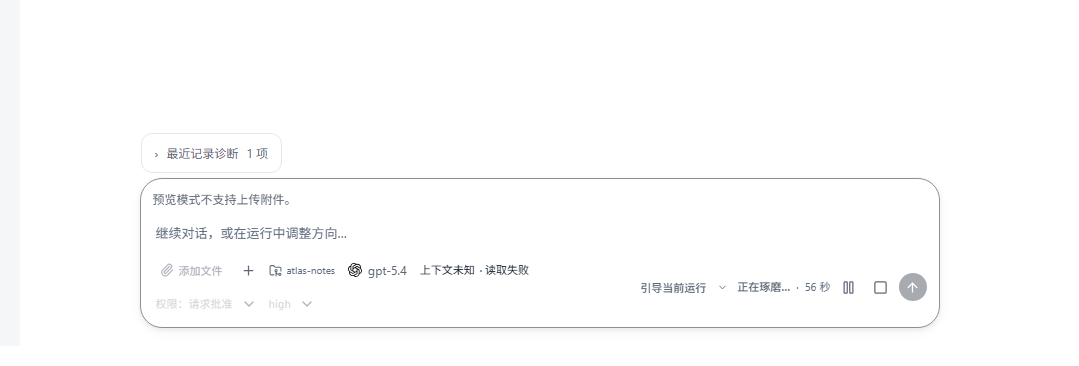 › 最近记录诊断 1 项
预览模式不支持上传附件。
继续对话，或在运行中调整方向...
添加文件 + atlas-notes gpt-5.4 上下文未知 · 读取失败
引导当前运行 正在琢磨... · 56 秒
权限：请求批准 high